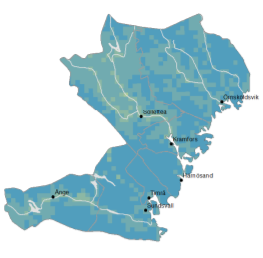 Örnsköldsvik
Sollefteå
Kramfors
Härnösand
Ånge
Timrå
Sundsvall